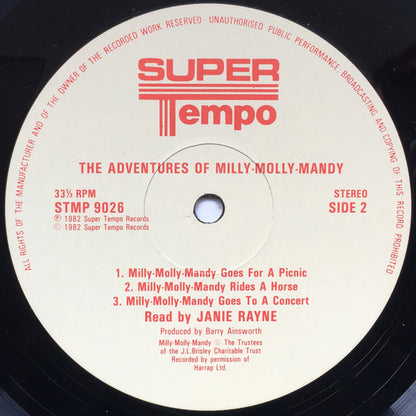 ALL RIGHTS OF THE MANUFACTURER AND OF THE OWNER OF THE RECORDED WORK RESERVED - UNAUTHORISED PUBLIC PERFORMANCE, BROADCASTING AND COPYING OF THIS RECORD PROHIBITED
SUPER
Tempo
THE ADVENTURES OF MILLY-MOLLY-MANDY
33⅓ RPM STEREO
STMP 9026 SIDE 2
℗ 1982 Super Tempo Records
© 1982 Super Tempo Records
1. Milly-Molly-Mandy Goes For A Picnic
2. Milly-Molly-Mandy Rides A Horse
3. Milly-Molly-Mandy Goes To A Concert
Read by JANIE RAYNE
Produced by Barry Ainsworth
Milly-Molly-Mandy © The Trustees
of the J.L.Brisley Charitable Trust
Recorded by permission of
Harrap Ltd.